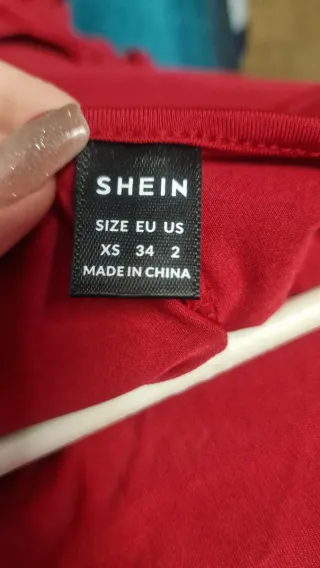 SHEIN
SIZE EU US
XS 34 2
MADE IN CHINA